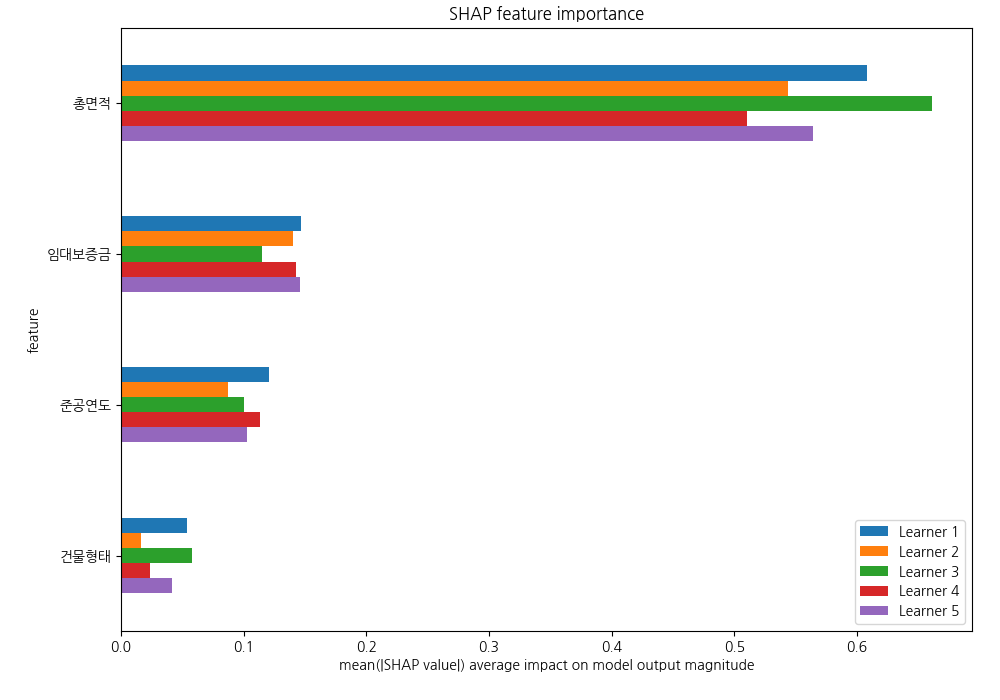 SHAP feature importance
총면적
임대보증금
준공연도
건물형태
feature
Learner 1
Learner 2
Learner 3
Learner 4
Learner 5
0.0 0.1 0.2 0.3 0.4 0.5 0.6
mean(|SHAP value|) average impact on model output magnitude